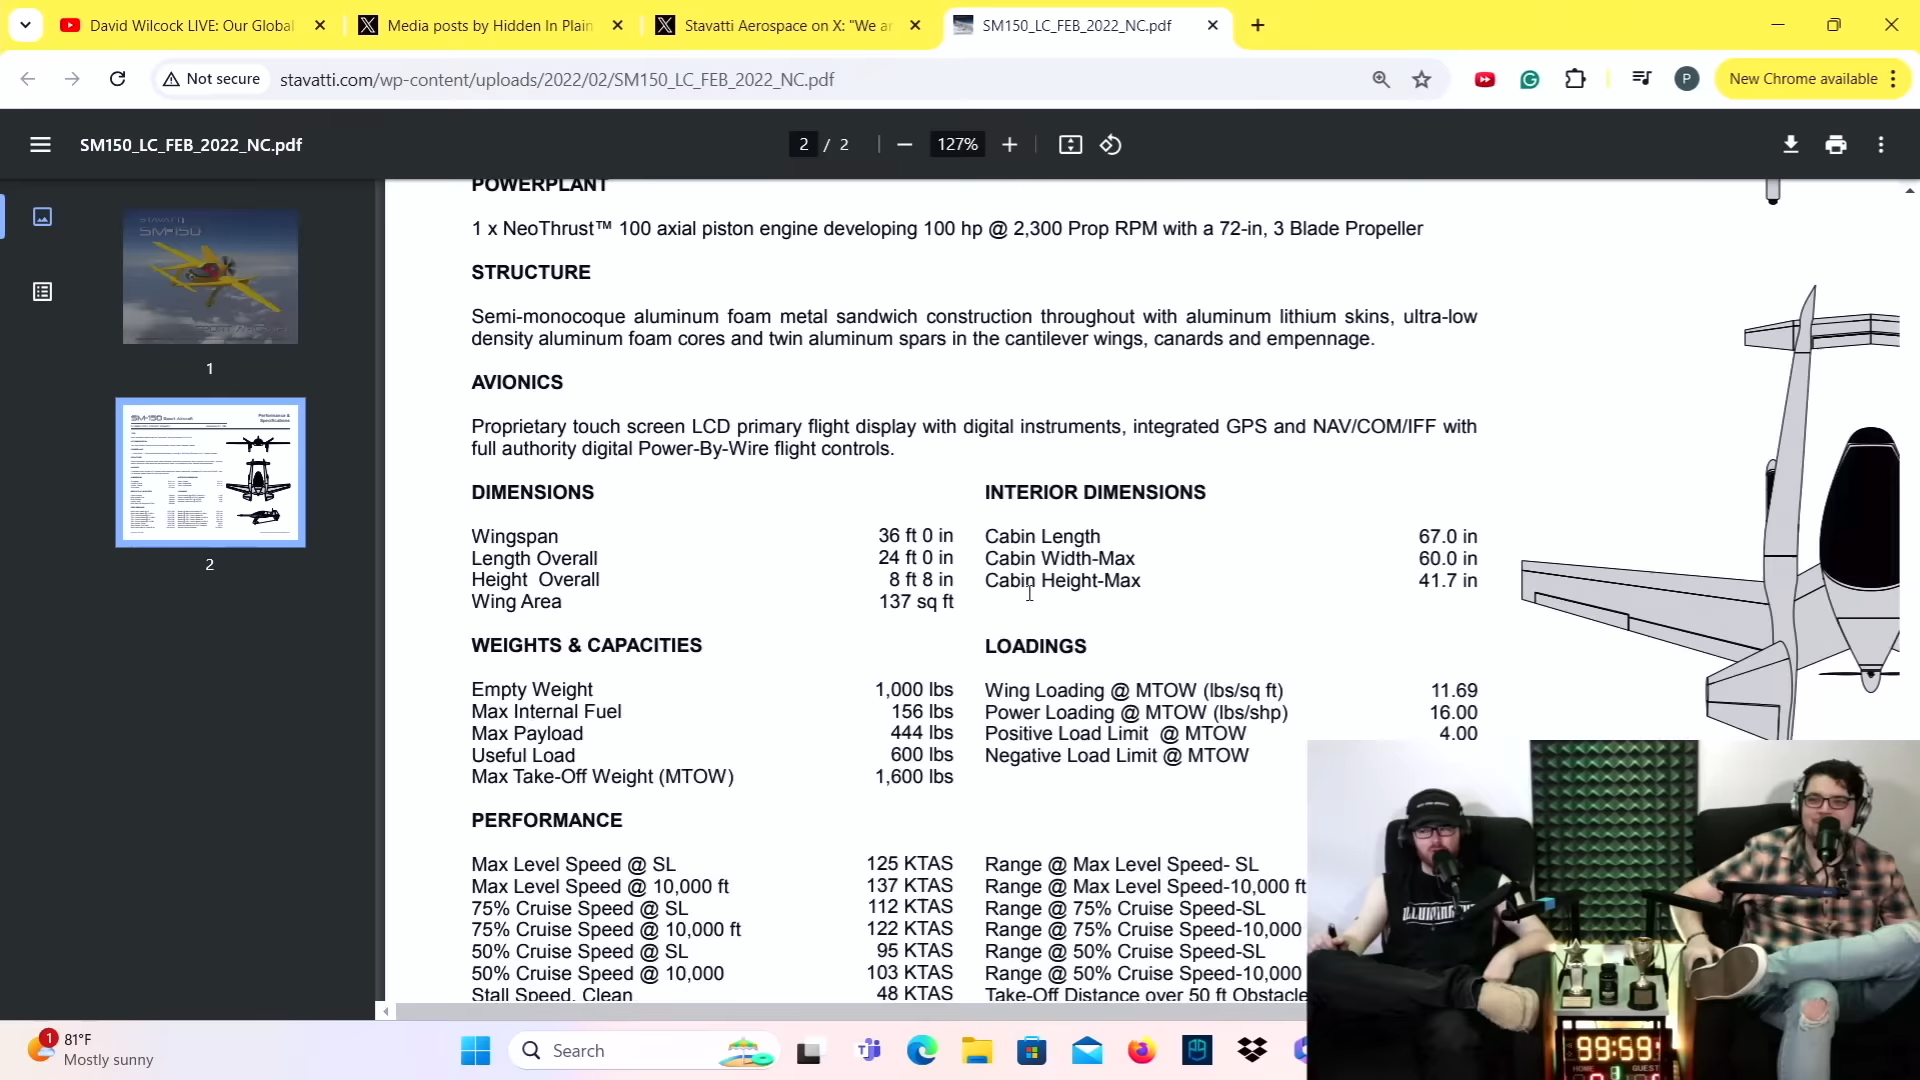 David Wilcock LIVE: Our Global
Media posts by Hidden In Plain
Stavatti Aerospace on X: "We ar
SM150_LC_FEB_2022_NC.pdf
Not secure
stavatti.com/wp-content/uploads/2022/02/SM150_LC_FEB_2022_NC.pdf
P
New Chrome available
SM150_LC_FEB_2022_NC.pdf
2 / 2
127%
STAVATTI
SM-150
1
SM-150 Sport Aircraft
Performance &
Specifications
2
POWERPLANT
1 x NeoThrust™ 100 axial piston engine developing 100 hp @ 2,300 Prop RPM with a 72-in, 3 Blade Propeller
STRUCTURE
Semi-monocoque aluminum foam metal sandwich construction throughout with aluminum lithium skins, ultra-low
density aluminum foam cores and twin aluminum spars in the cantilever wings, canards and empennage.
AVIONICS
Proprietary touch screen LCD primary flight display with digital instruments, integrated GPS and NAV/COM/IFF with
full authority digital Power-By-Wire flight controls.
DIMENSIONS
Wingspan 36 ft 0 in
Length Overall 24 ft 0 in
Height Overall 8 ft 8 in
Wing Area 137 sq ft
INTERIOR DIMENSIONS
Cabin Length 67.0 in
Cabin Width-Max 60.0 in
Cabin Height-Max 41.7 in
WEIGHTS & CAPACITIES
Empty Weight 1,000 lbs
Max Internal Fuel 156 lbs
Max Payload 444 lbs
Useful Load 600 lbs
Max Take-Off Weight (MTOW) 1,600 lbs
LOADINGS
Wing Loading @ MTOW (lbs/sq ft) 11.69
Power Loading @ MTOW (lbs/shp) 16.00
Positive Load Limit @ MTOW 4.00
Negative Load Limit @ MTOW
PERFORMANCE
Max Level Speed @ SL 125 KTAS
Max Level Speed @ 10,000 ft 137 KTAS
75% Cruise Speed @ SL 112 KTAS
75% Cruise Speed @ 10,000 ft 122 KTAS
50% Cruise Speed @ SL 95 KTAS
50% Cruise Speed @ 10,000 103 KTAS
Stall Speed, Clean 48 KTAS
Range @ Max Level Speed- SL
Range @ Max Level Speed-10,000 ft
Range @ 75% Cruise Speed-SL
Range @ 75% Cruise Speed-10,000
Range @ 50% Cruise Speed-SL
Range @ 50% Cruise Speed-10,000
Take-Off Distance over 50 ft Obstacle
99:59
HOME
GUEST
1
81°F
Mostly sunny
Search